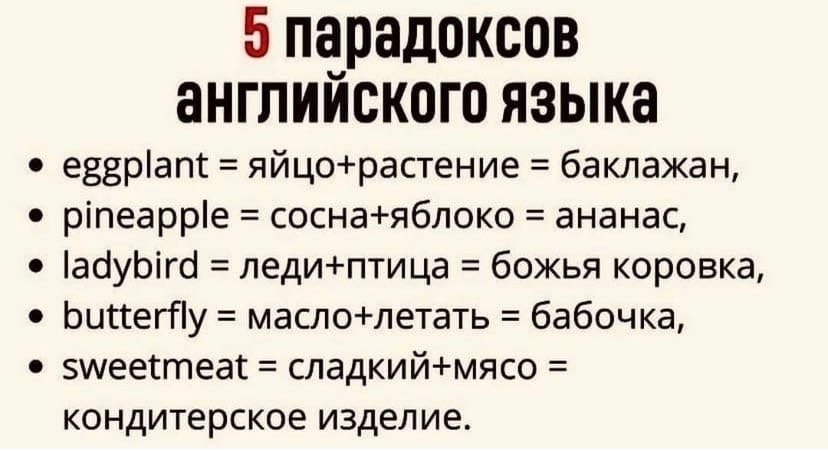 5 парадоксов
английского языка
• eggplant = яйцо+растение = баклажан,
• pineapple = сосна+яблоко = ананас,
• ladybird = леди+птица = божья коровка,
• butterfly = масло+летать = бабочка,
• sweetmeat = сладкий+мясо =
кондитерское изделие.